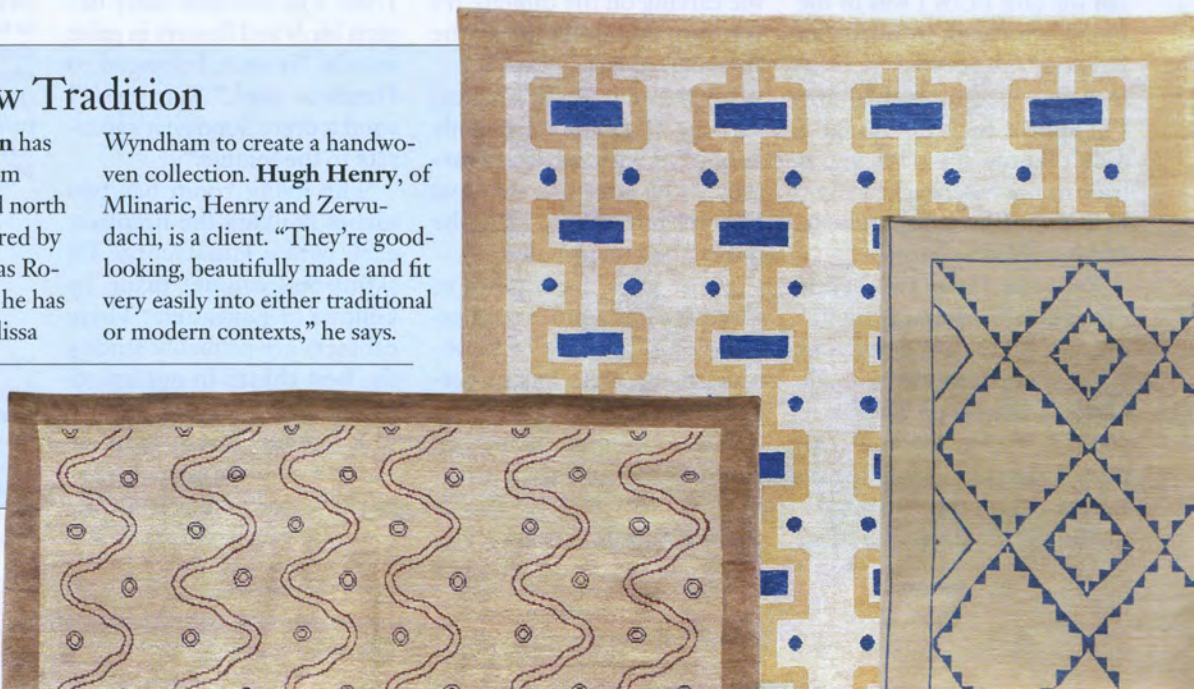 w Tradition
n has
m
north
red by
as Ro-
he has
lissa
Wyndham to create a handwo-
ven collection. Hugh Henry, of
Mlinaric, Henry and Zervu-
dachi, is a client. “They’re good-
looking, beautifully made and fit
very easily into either traditional
or modern contexts,” he says.